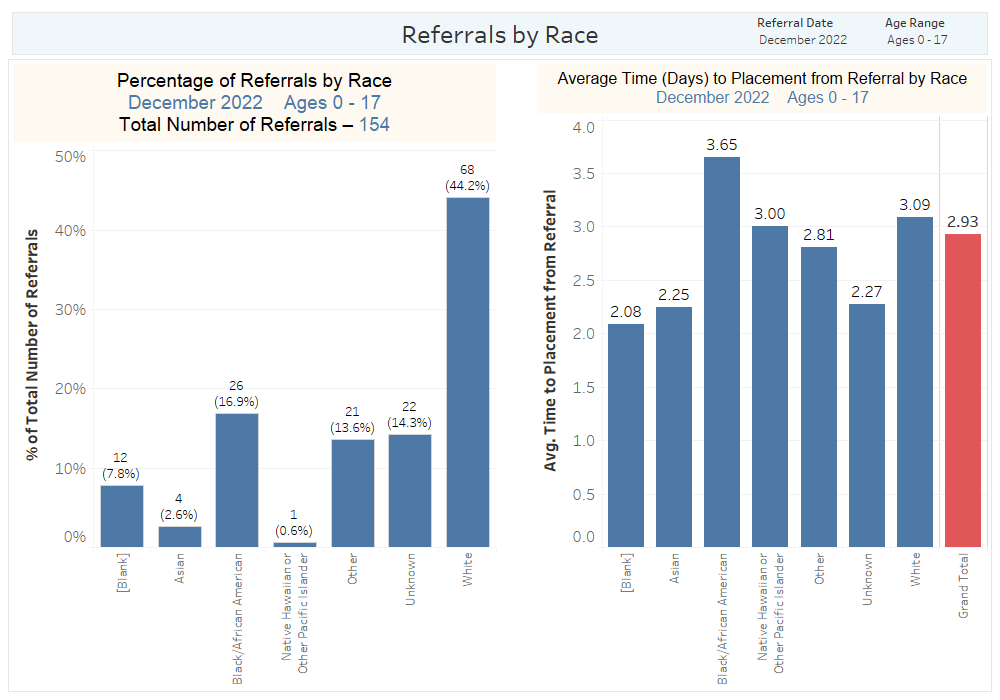 Referrals by Race
Referral Date
December 2022
Age Range
Ages 0 - 17
Percentage of Referrals by Race
December 2022 Ages 0 - 17
Total Number of Referrals – 154
% of Total Number of Referrals
50%
40%
30%
20%
10%
0%
12
(7.8%)
4
(2.6%)
26
(16.9%)
1
(0.6%)
21
(13.6%)
22
(14.3%)
68
(44.2%)
[Blank]
Asian
Black/African American
Native Hawaiian or
Other Pacific Islander
Other
Unknown
White
Average Time (Days) to Placement from Referral by Race
December 2022 Ages 0 - 17
Avg. Time to Placement from Referral
4.0
3.5
3.0
2.5
2.0
1.5
1.0
0.5
0.0
2.08
2.25
3.65
3.00
2.81
2.27
3.09
2.93
[Blank]
Asian
Black/African American
Native Hawaiian or
Other Pacific Islander
Other
Unknown
White
Grand Total